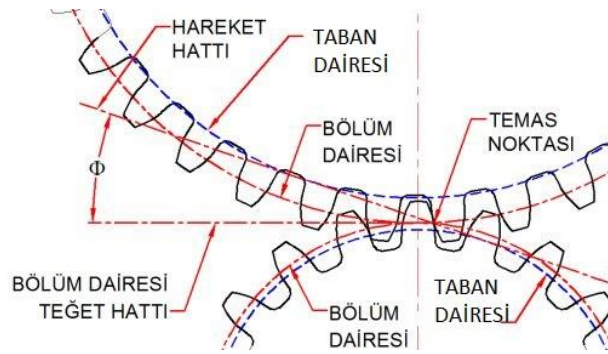 HAREKET
HATTI
TABAN
DAİRESİ
BÖLÜM
DAİRESİ
TEMAS
NOKTASI
Φ
BÖLÜM DAİRESİ
TEĞET HATTI
BÖLÜM
DAİRESİ
TABAN
DAİRESİ